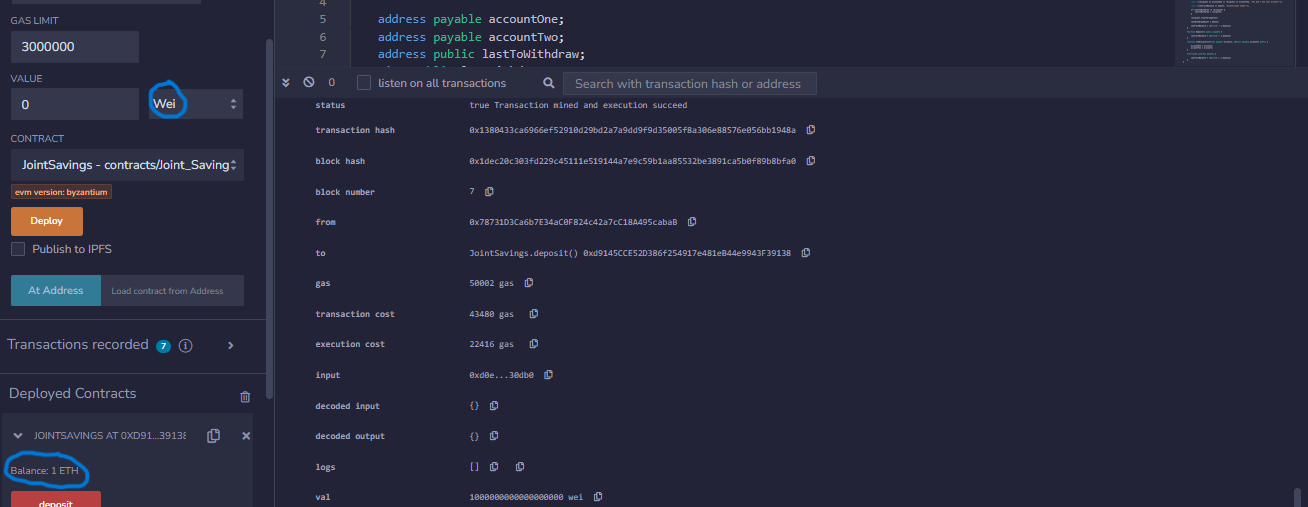 GAS LIMIT
3000000
VALUE
0
Wei
CONTRACT
JointSavings - contracts/Joint_Saving
evm version: byzantium
Deploy
Publish to IPFS
At Address
Load contract from Address
Transactions recorded 7
Deployed Contracts
JOINTSAVINGS AT 0XD91...39138
Balance: 1 ETH
deposit
4
5 address payable accountOne;
6 address payable accountTwo;
7 address public lastToWithdraw;
0 listen on all transactions
Search with transaction hash or address
status true Transaction mined and execution succeed
transaction hash 0x1380433ca6966ef52910d29bd2a7a9dd9f9d35005f8a306e88576e056bb1948a
block hash 0x1dec20c303fd229c45111e519144a7e9c59b1aa85532be3891ca5b0f89b8bfa0
block number 7
from 0x78731D3Ca6b7E34aC0F824c42a7cC18A495cabaB
to JointSavings.deposit() 0xd9145CCE52D386f254917e481eB44e9943F39138
gas 50002 gas
transaction cost 43480 gas
execution cost 22416 gas
input 0xd0e...30db0
decoded input {}
decoded output {}
logs []
val 1000000000000000000 wei